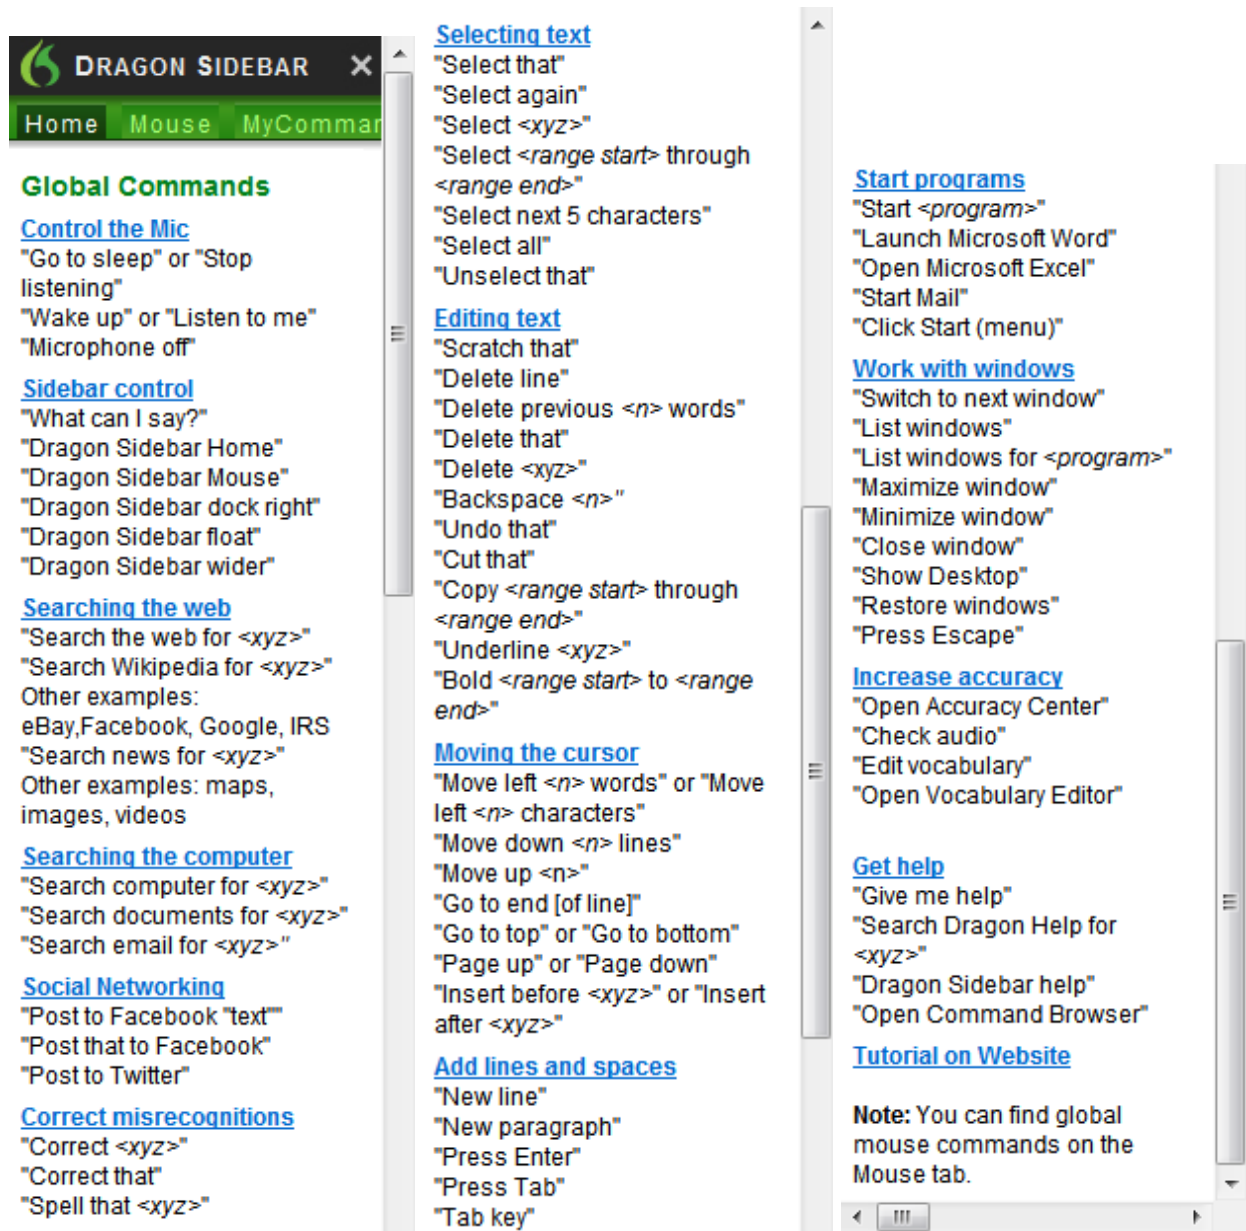 DRAGON SIDEBAR
Home Mouse MyCommar
Global Commands
Control the Mic
"Go to sleep" or "Stop
listening"
"Wake up" or "Listen to me"
"Microphone off"
Sidebar control
"What can I say?"
"Dragon Sidebar Home"
"Dragon Sidebar Mouse"
"Dragon Sidebar dock right"
"Dragon Sidebar float"
"Dragon Sidebar wider"
Searching the web
"Search the web for <xyz>"
"Search Wikipedia for <xyz>"
Other examples:
eBay,Facebook, Google, IRS
"Search news for <xyz>"
Other examples: maps,
images, videos
Searching the computer
"Search computer for <xyz>"
"Search documents for <xyz>"
"Search email for <xyz>"
Social Networking
"Post to Facebook "text""
"Post that to Facebook"
"Post to Twitter"
Correct misrecognitions
"Correct <xyz>"
"Correct that"
"Spell that <xyz>"
Selecting text
"Select that"
"Select again"
"Select <xyz>"
"Select <range start> through
<range end>"
"Select next 5 characters"
"Select all"
"Unselect that"
Editing text
"Scratch that"
"Delete line"
"Delete previous <n> words"
"Delete that"
"Delete <xyz>"
"Backspace <n>"
"Undo that"
"Cut that"
"Copy <range start> through
<range end>"
"Underline <xyz>"
"Bold <range start> to <range
end>"
Moving the cursor
"Move left <n> words" or "Move
left <n> characters"
"Move down <n> lines"
"Move up <n>"
"Go to end [of line]"
"Go to top" or "Go to bottom"
"Page up" or "Page down"
"Insert before <xyz>" or "Insert
after <xyz>"
Add lines and spaces
"New line"
"New paragraph"
"Press Enter"
"Press Tab"
"Tab key"
Start programs
"Start <program>"
"Launch Microsoft Word"
"Open Microsoft Excel"
"Start Mail"
"Click Start (menu)"
Work with windows
"Switch to next window"
"List windows"
"List windows for <program>"
"Maximize window"
"Minimize window"
"Close window"
"Show Desktop"
"Restore windows"
"Press Escape"
Increase accuracy
"Open Accuracy Center"
"Check audio"
"Edit vocabulary"
"Open Vocabulary Editor"
Get help
"Give me help"
"Search Dragon Help for
<xyz>"
"Dragon Sidebar help"
"Open Command Browser"
Tutorial on Website
Note: You can find global
mouse commands on the
Mouse tab.